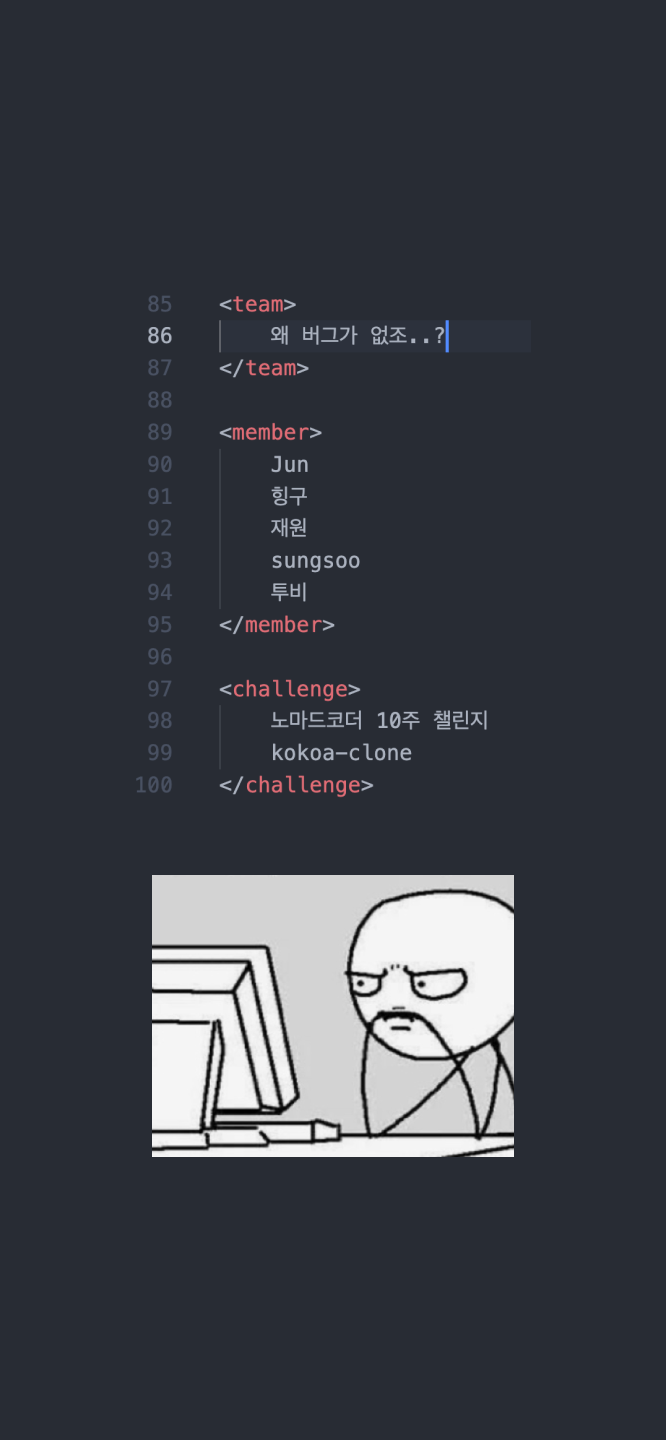 85 <team>
86 왜 버그가 없조..?
87 </team>
88
89 <member>
90 Jun
91 힝구
92 재원
93 sungsoo
94 투비
95 </member>
96
97 <challenge>
98 노마드코더 10주 챌린지
99 kokoa-clone
100 </challenge>